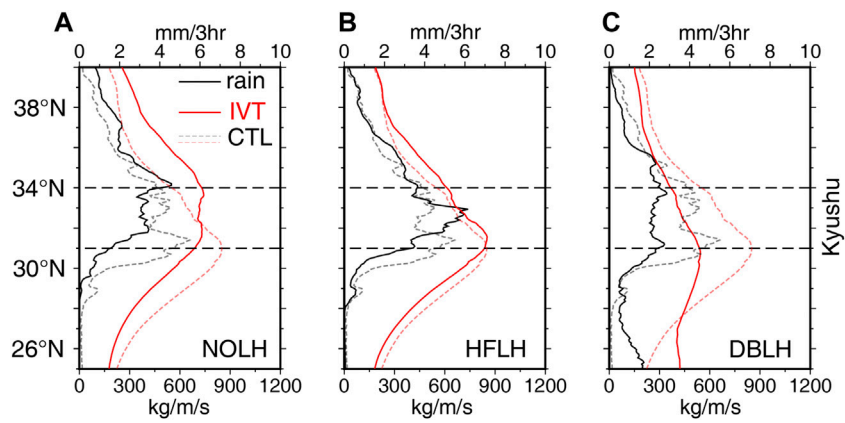 A
mm/3hr
0 2 4 6 8 10
rain
IVT
CTL
38°N
34°N
30°N
26°N
NOLH
0 300 600 900 1200
kg/m/s
B
mm/3hr
0 2 4 6 8 10
HFLH
0 300 600 900 1200
kg/m/s
C
mm/3hr
0 2 4 6 8 10
Kyushu
DBLH
0 300 600 900 1200
kg/m/s